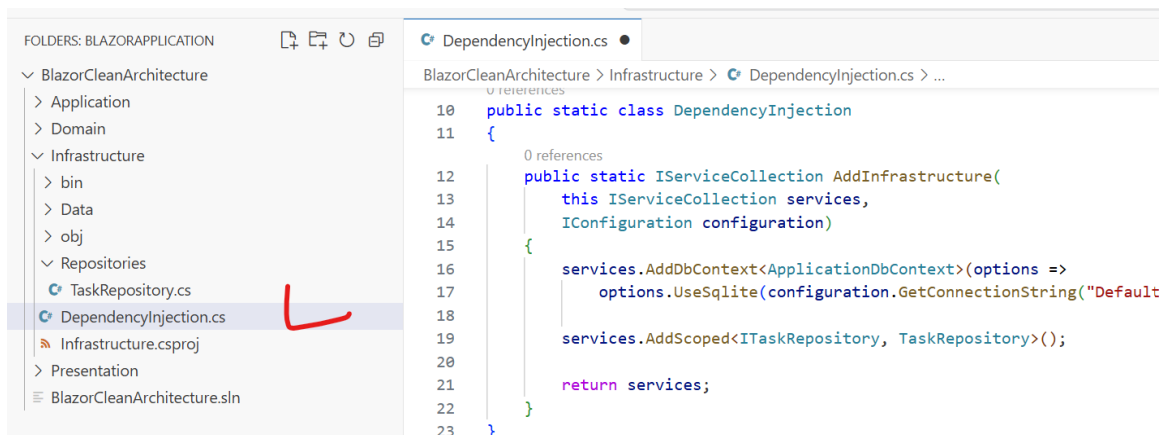 FOLDERS: BLAZORAPPLICATION
BlazorCleanArchitecture
Application
Domain
Infrastructure
bin
Data
obj
Repositories
C# TaskRepository.cs
C# DependencyInjection.cs
Infrastructure.csproj
Presentation
BlazorCleanArchitecture.sln
C# DependencyInjection.cs
BlazorCleanArchitecture > Infrastructure > C# DependencyInjection.cs > ...
0 references
10 public static class DependencyInjection
11 {
0 references
12 public static IServiceCollection AddInfrastructure(
13 this IServiceCollection services,
14 IConfiguration configuration)
15 {
16 services.AddDbContext<ApplicationDbContext>(options =>
17 options.UseSqlite(configuration.GetConnectionString("Default
18
19 services.AddScoped<ITaskRepository, TaskRepository>();
20
21 return services;
22 }
23 }